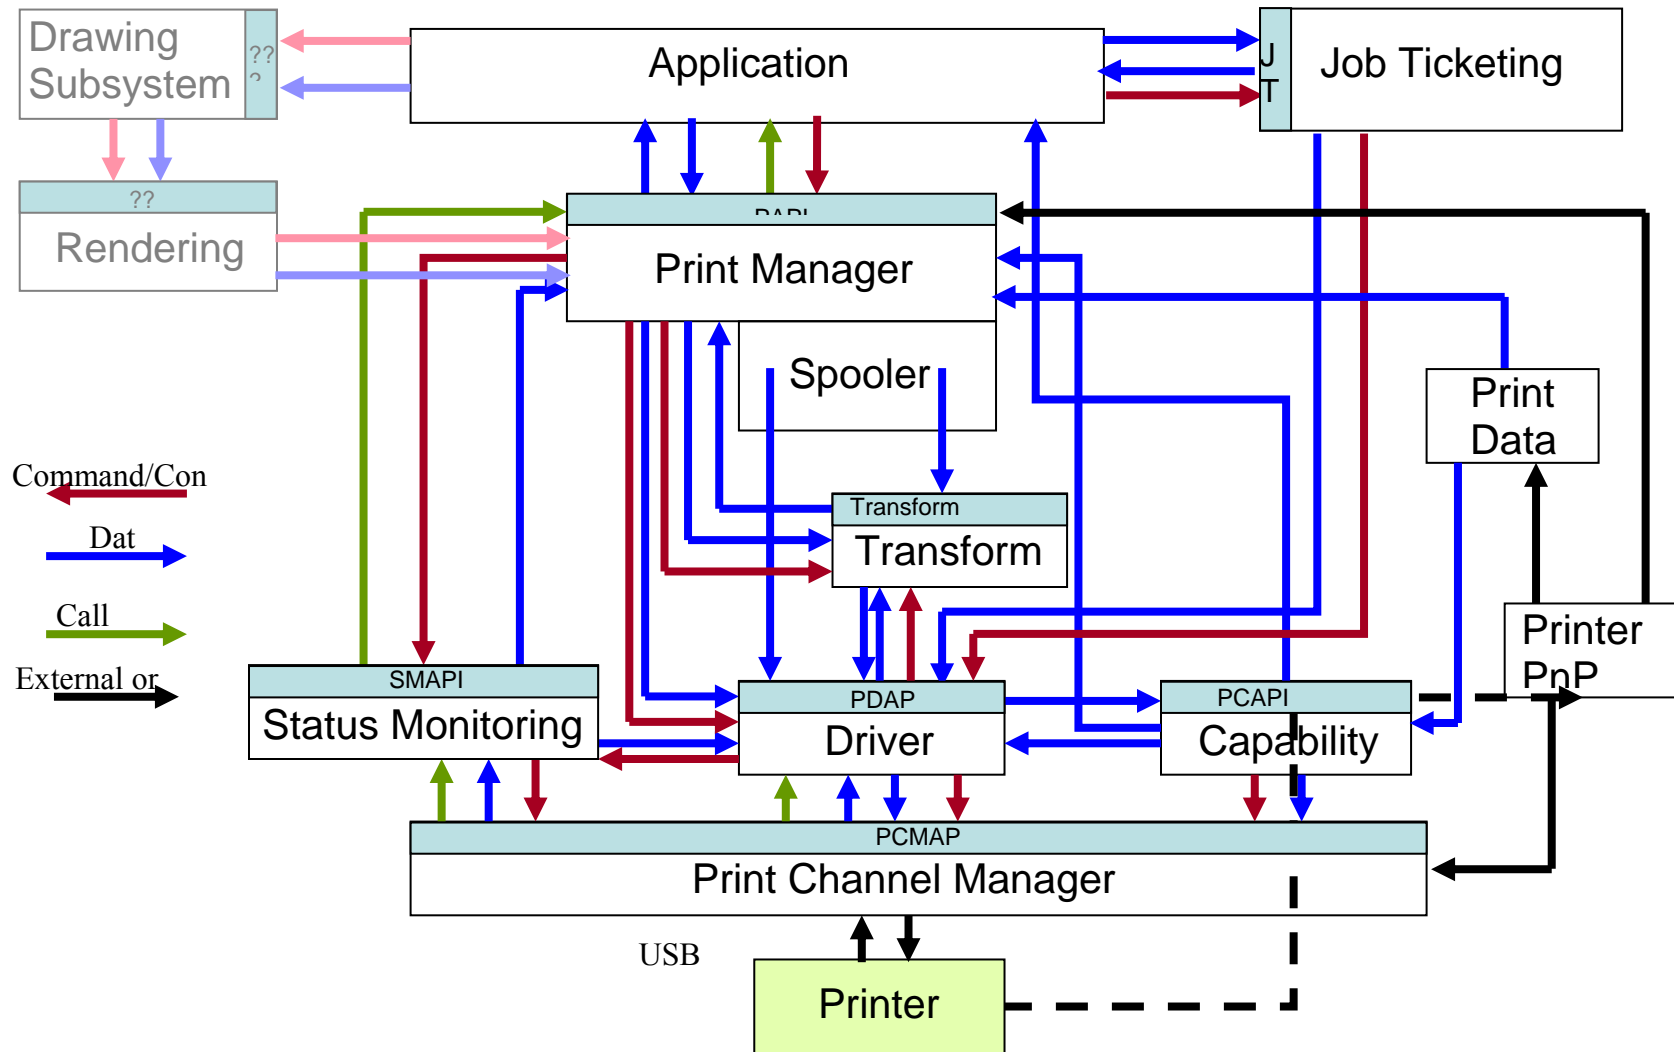 Drawing
Subsystem
??
?
Application
J
T
Job Ticketing
??
Rendering
PAPI
Print Manager
Spooler
Print
Data
Command/Con
Dat
Call
External or
Transform
Transform
Printer
PnP
SMAPI
Status Monitoring
PDAP
Driver
PCAPI
Capability
PCMAP
Print Channel Manager
USB
Printer